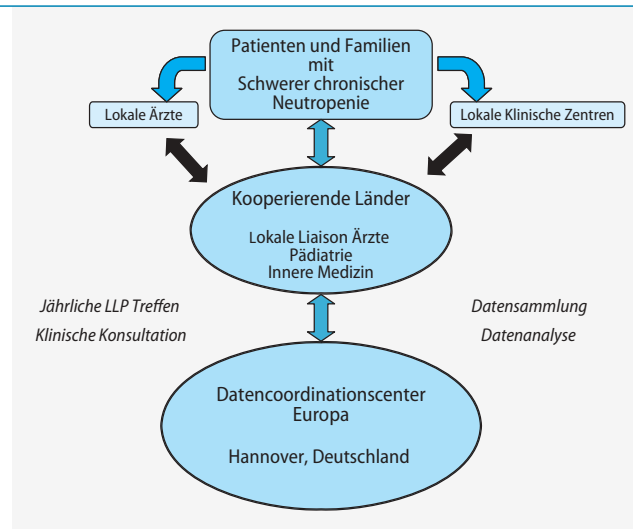 Patienten und Familien
mit
Schwerer chronischer
Neutropenie
Lokale Ärzte
Lokale Klinische Zentren
Kooperierende Länder
Lokale Liaison Ärzte
Pädiatrie
Innere Medizin
Jährliche LLP Treffen
Klinische Konsultation
Datensammlung
Datenanalyse
Datencoordinationscenter
Europa
Hannover, Deutschland